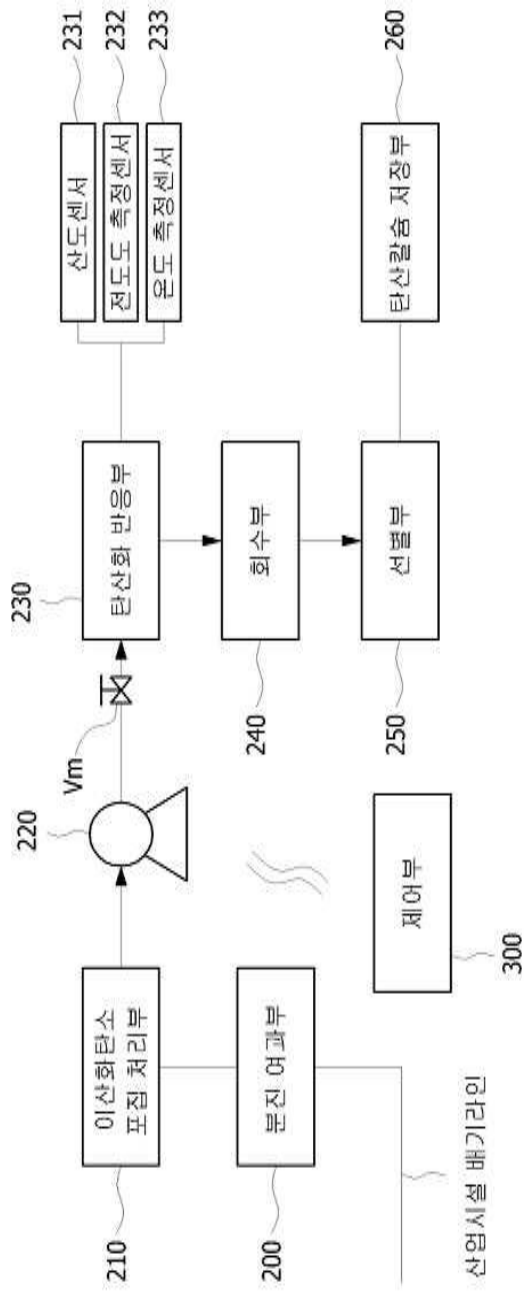 231
산도센서
232
전도도 측정센서
233
온도 측정센서
230
탄산화 반응부
Vm
220
210
이산화탄소
포집 처리부
240
회수부
200
분진 여과부
260
탄산칼슘 저장부
250
선별부
300
제어부
산업시설 배기라인